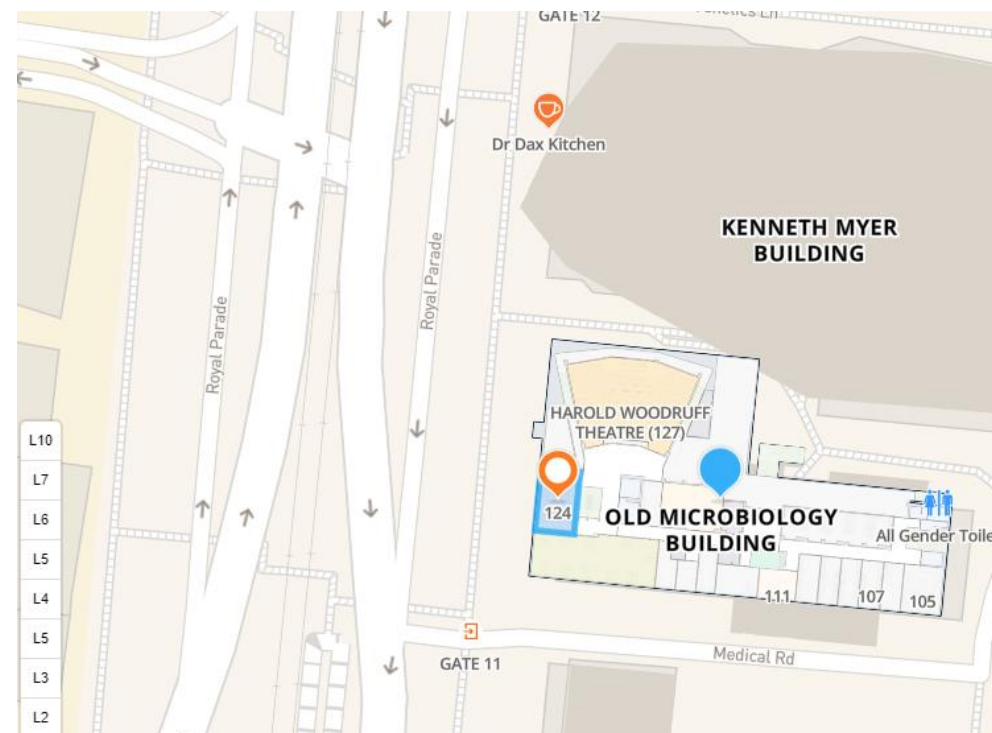 GATE 12
Genetics Ln
Dr Dax Kitchen
KENNETH MYER
BUILDING
Royal Parade
Royal Parade
HAROLD WOODRUFF
THEATRE (127)
L10
L7
L6
L5
L4
L5
L3
L2
124
OLD MICROBIOLOGY
BUILDING
All Gender Toile
111
107
105
Medical Rd
GATE 11